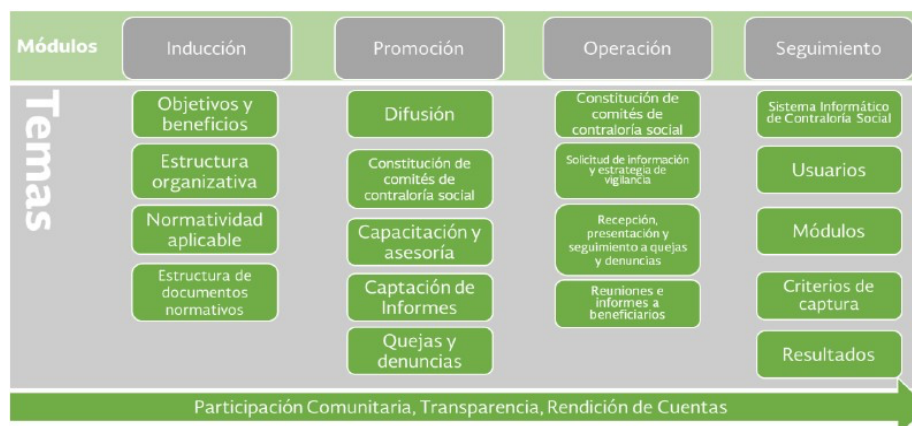 Módulos
Inducción
Promoción
Operación
Seguimiento
Temas
Objetivos y
beneficios
Estructura
organizativa
Normatividad
aplicable
Estructura de
documentos
normativos
Difusión
Constitución de
comités de
contraloría social
Capacitación y
asesoría
Captación de
Informes
Quejas y
denuncias
Constitución de
comités de
contraloría social
Solicitud de información
y estrategia de
vigilancia
Recepción,
presentación y
seguimiento a quejas
y denuncias
Reuniones e
informes a
beneficiarios
Sistema Informático
de Contraloría Social
Usuarios
Módulos
Criterios de
captura
Resultados
Participación Comunitaria, Transparencia, Rendición de Cuentas